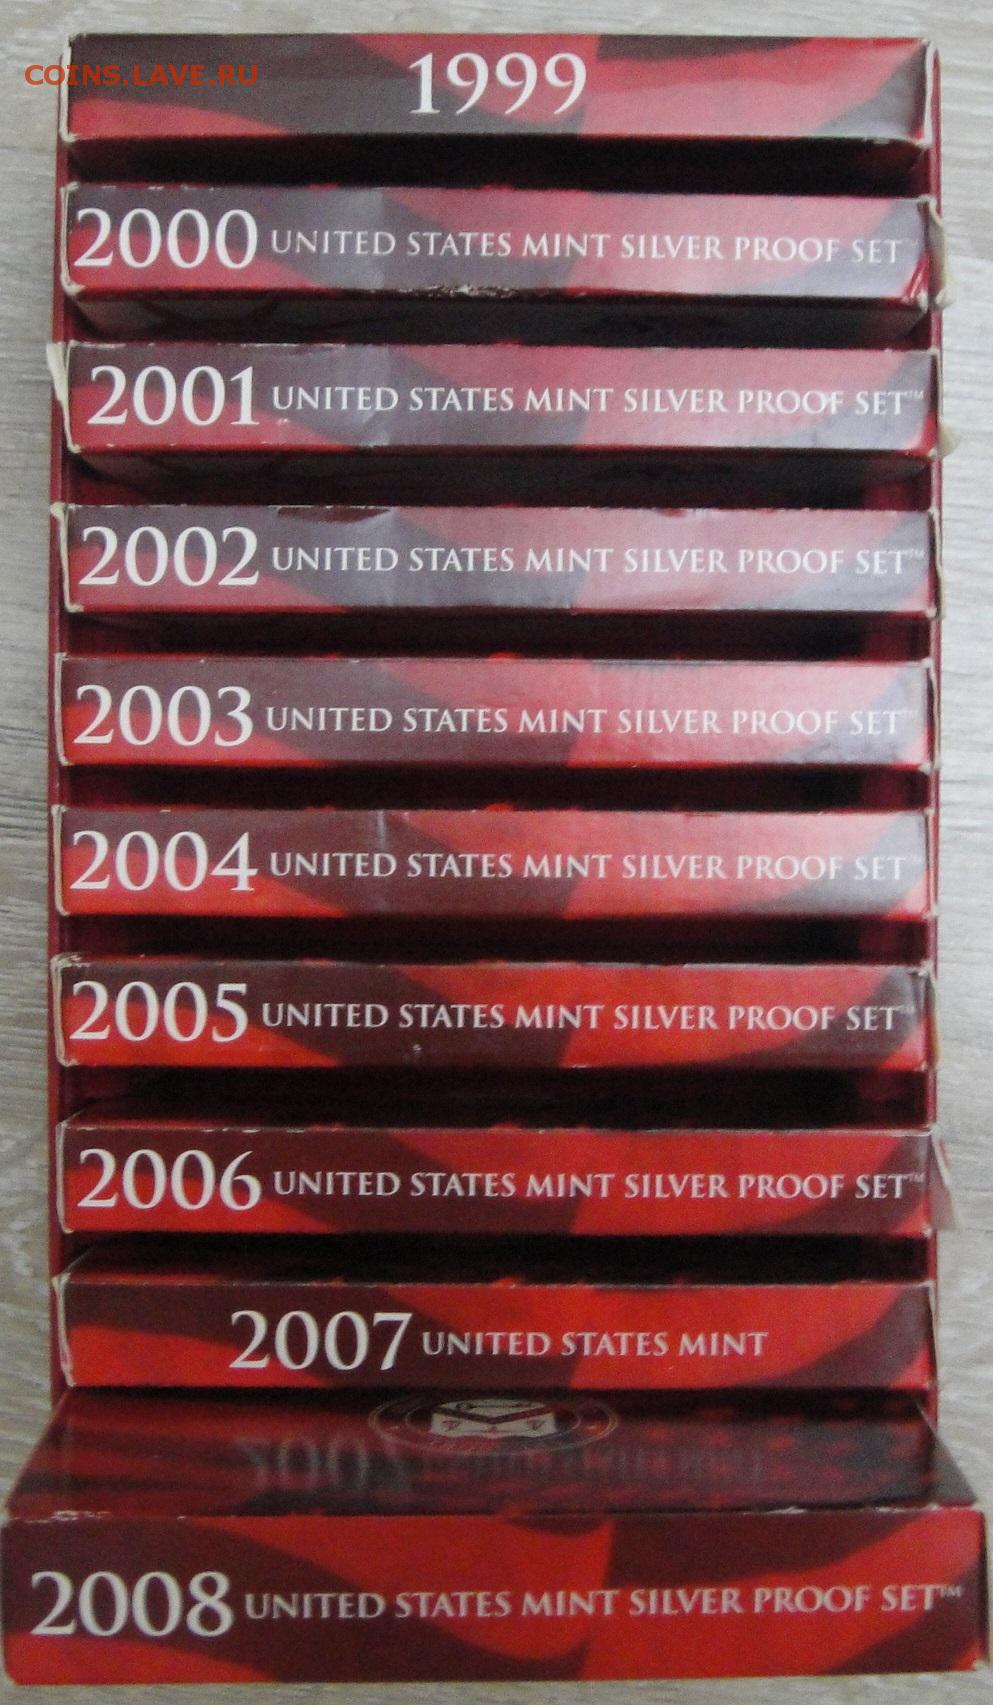 COINS.LAVE.RU
1999
2000 UNITED STATES MINT SILVER PROOF SET™
2001 UNITED STATES MINT SILVER PROOF SET™
2002 UNITED STATES MINT SILVER PROOF SET™
2003 UNITED STATES MINT SILVER PROOF SET™
2004 UNITED STATES MINT SILVER PROOF SET™
2005 UNITED STATES MINT SILVER PROOF SET™
2006 UNITED STATES MINT SILVER PROOF SET™
2007 UNITED STATES MINT
2008 UNITED STATES MINT SILVER PROOF SET™